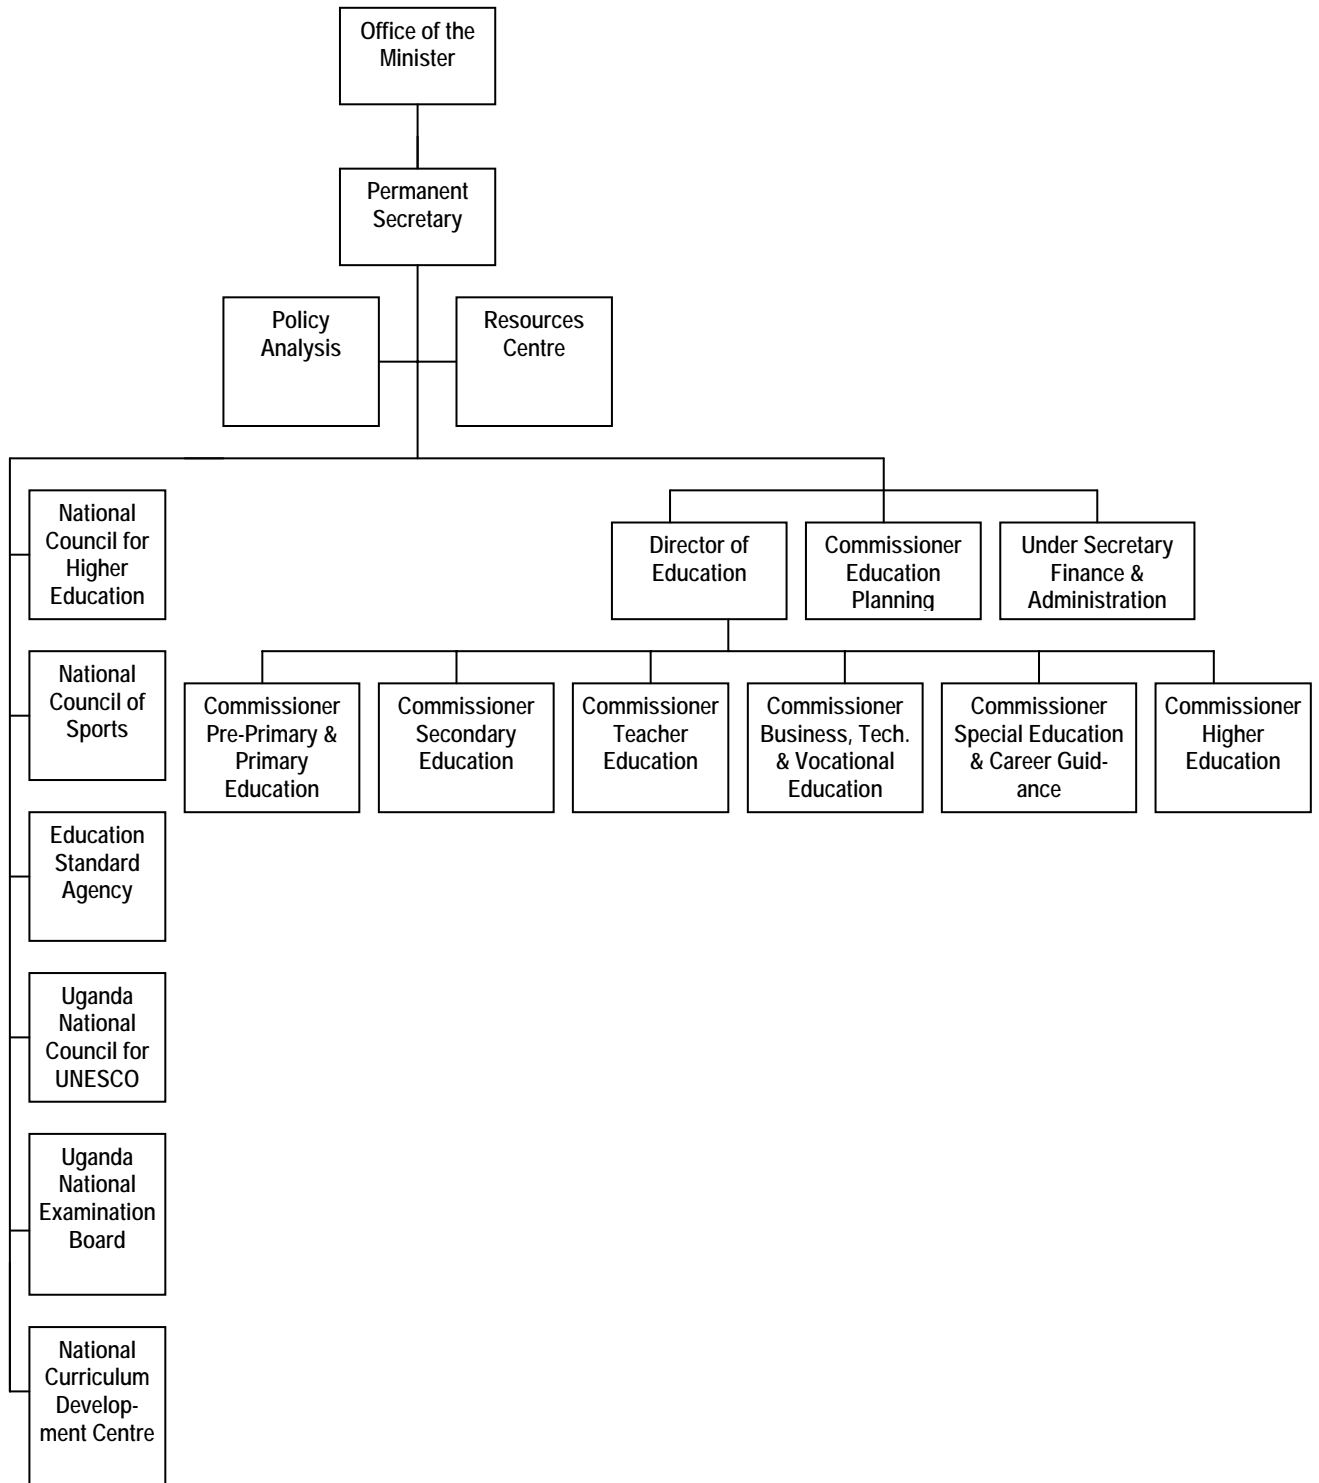 Office of the
Minister
Permanent
Secretary
Policy
Analysis
Resources
Centre
National
Council for
Higher
Education
Director of
Education
Commissioner
Education
Planning
Under Secretary
Finance &
Administration
National
Council of
Sports
Commissioner
Pre-Primary &
Primary
Education
Commissioner
Secondary
Education
Commissioner
Teacher
Education
Commissioner
Business, Tech.
& Vocational
Education
Commissioner
Special Education
& Career Guid-
ance
Commissioner
Higher
Education
Education
Standard
Agency
Uganda
National
Council for
UNESCO
Uganda
National
Examination
Board
National
Curriculum
Develop-
ment Centre